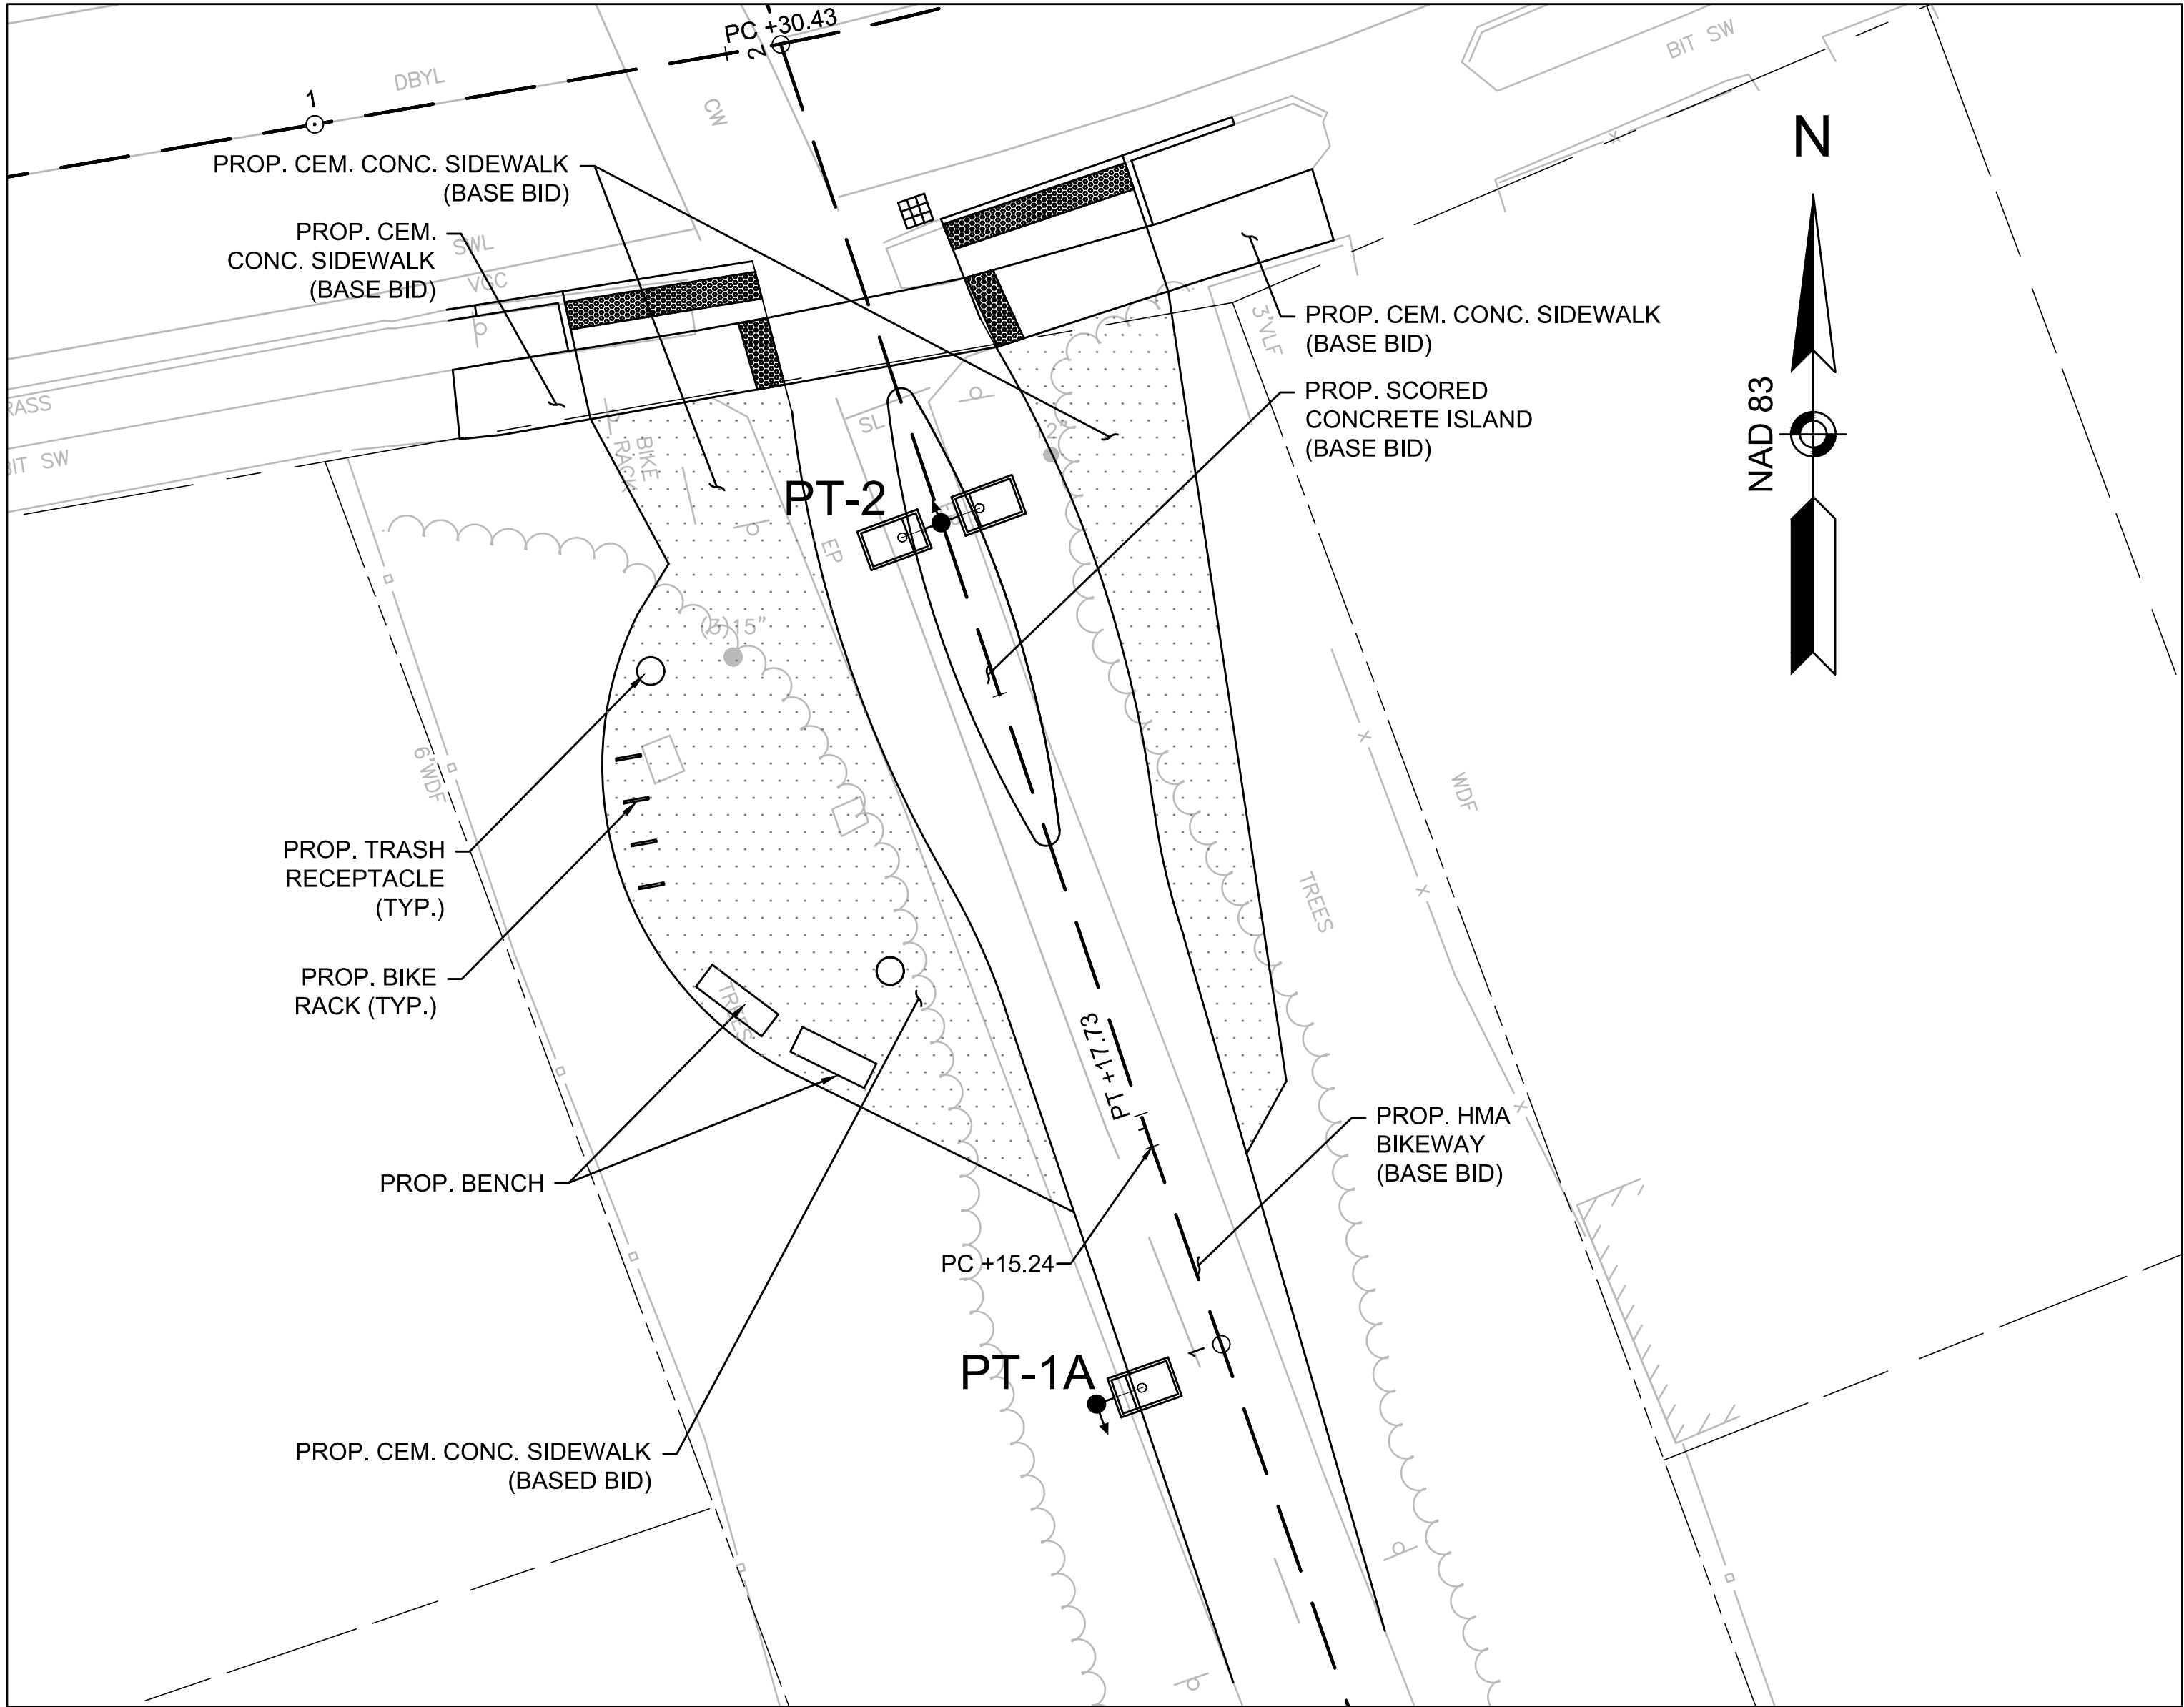 PC +30.43
2
DBYL
1
CW
BIT SW
N
NAD 83
PROP. CEM. CONC. SIDEWALK
(BASE BID)
PROP. CEM.
CONC. SIDEWALK
(BASE BID)
SWL
VGC
RASS
BIT SW
3'VLF
PROP. CEM. CONC. SIDEWALK
(BASE BID)
PROP. SCORED
CONCRETE ISLAND
(BASE BID)
BIKE
RACK
SL
PT-2
EP
(3)15"
6'WDF
WDF
TREES
PROP. TRASH
RECEPTACLE
(TYP.)
PROP. BIKE
RACK (TYP.)
TREES
PROP. BENCH
PT +17.73
PROP. HMA
BIKEWAY
(BASE BID)
PC +15.24
1
PT-1A
PROP. CEM. CONC. SIDEWALK
(BASED BID)